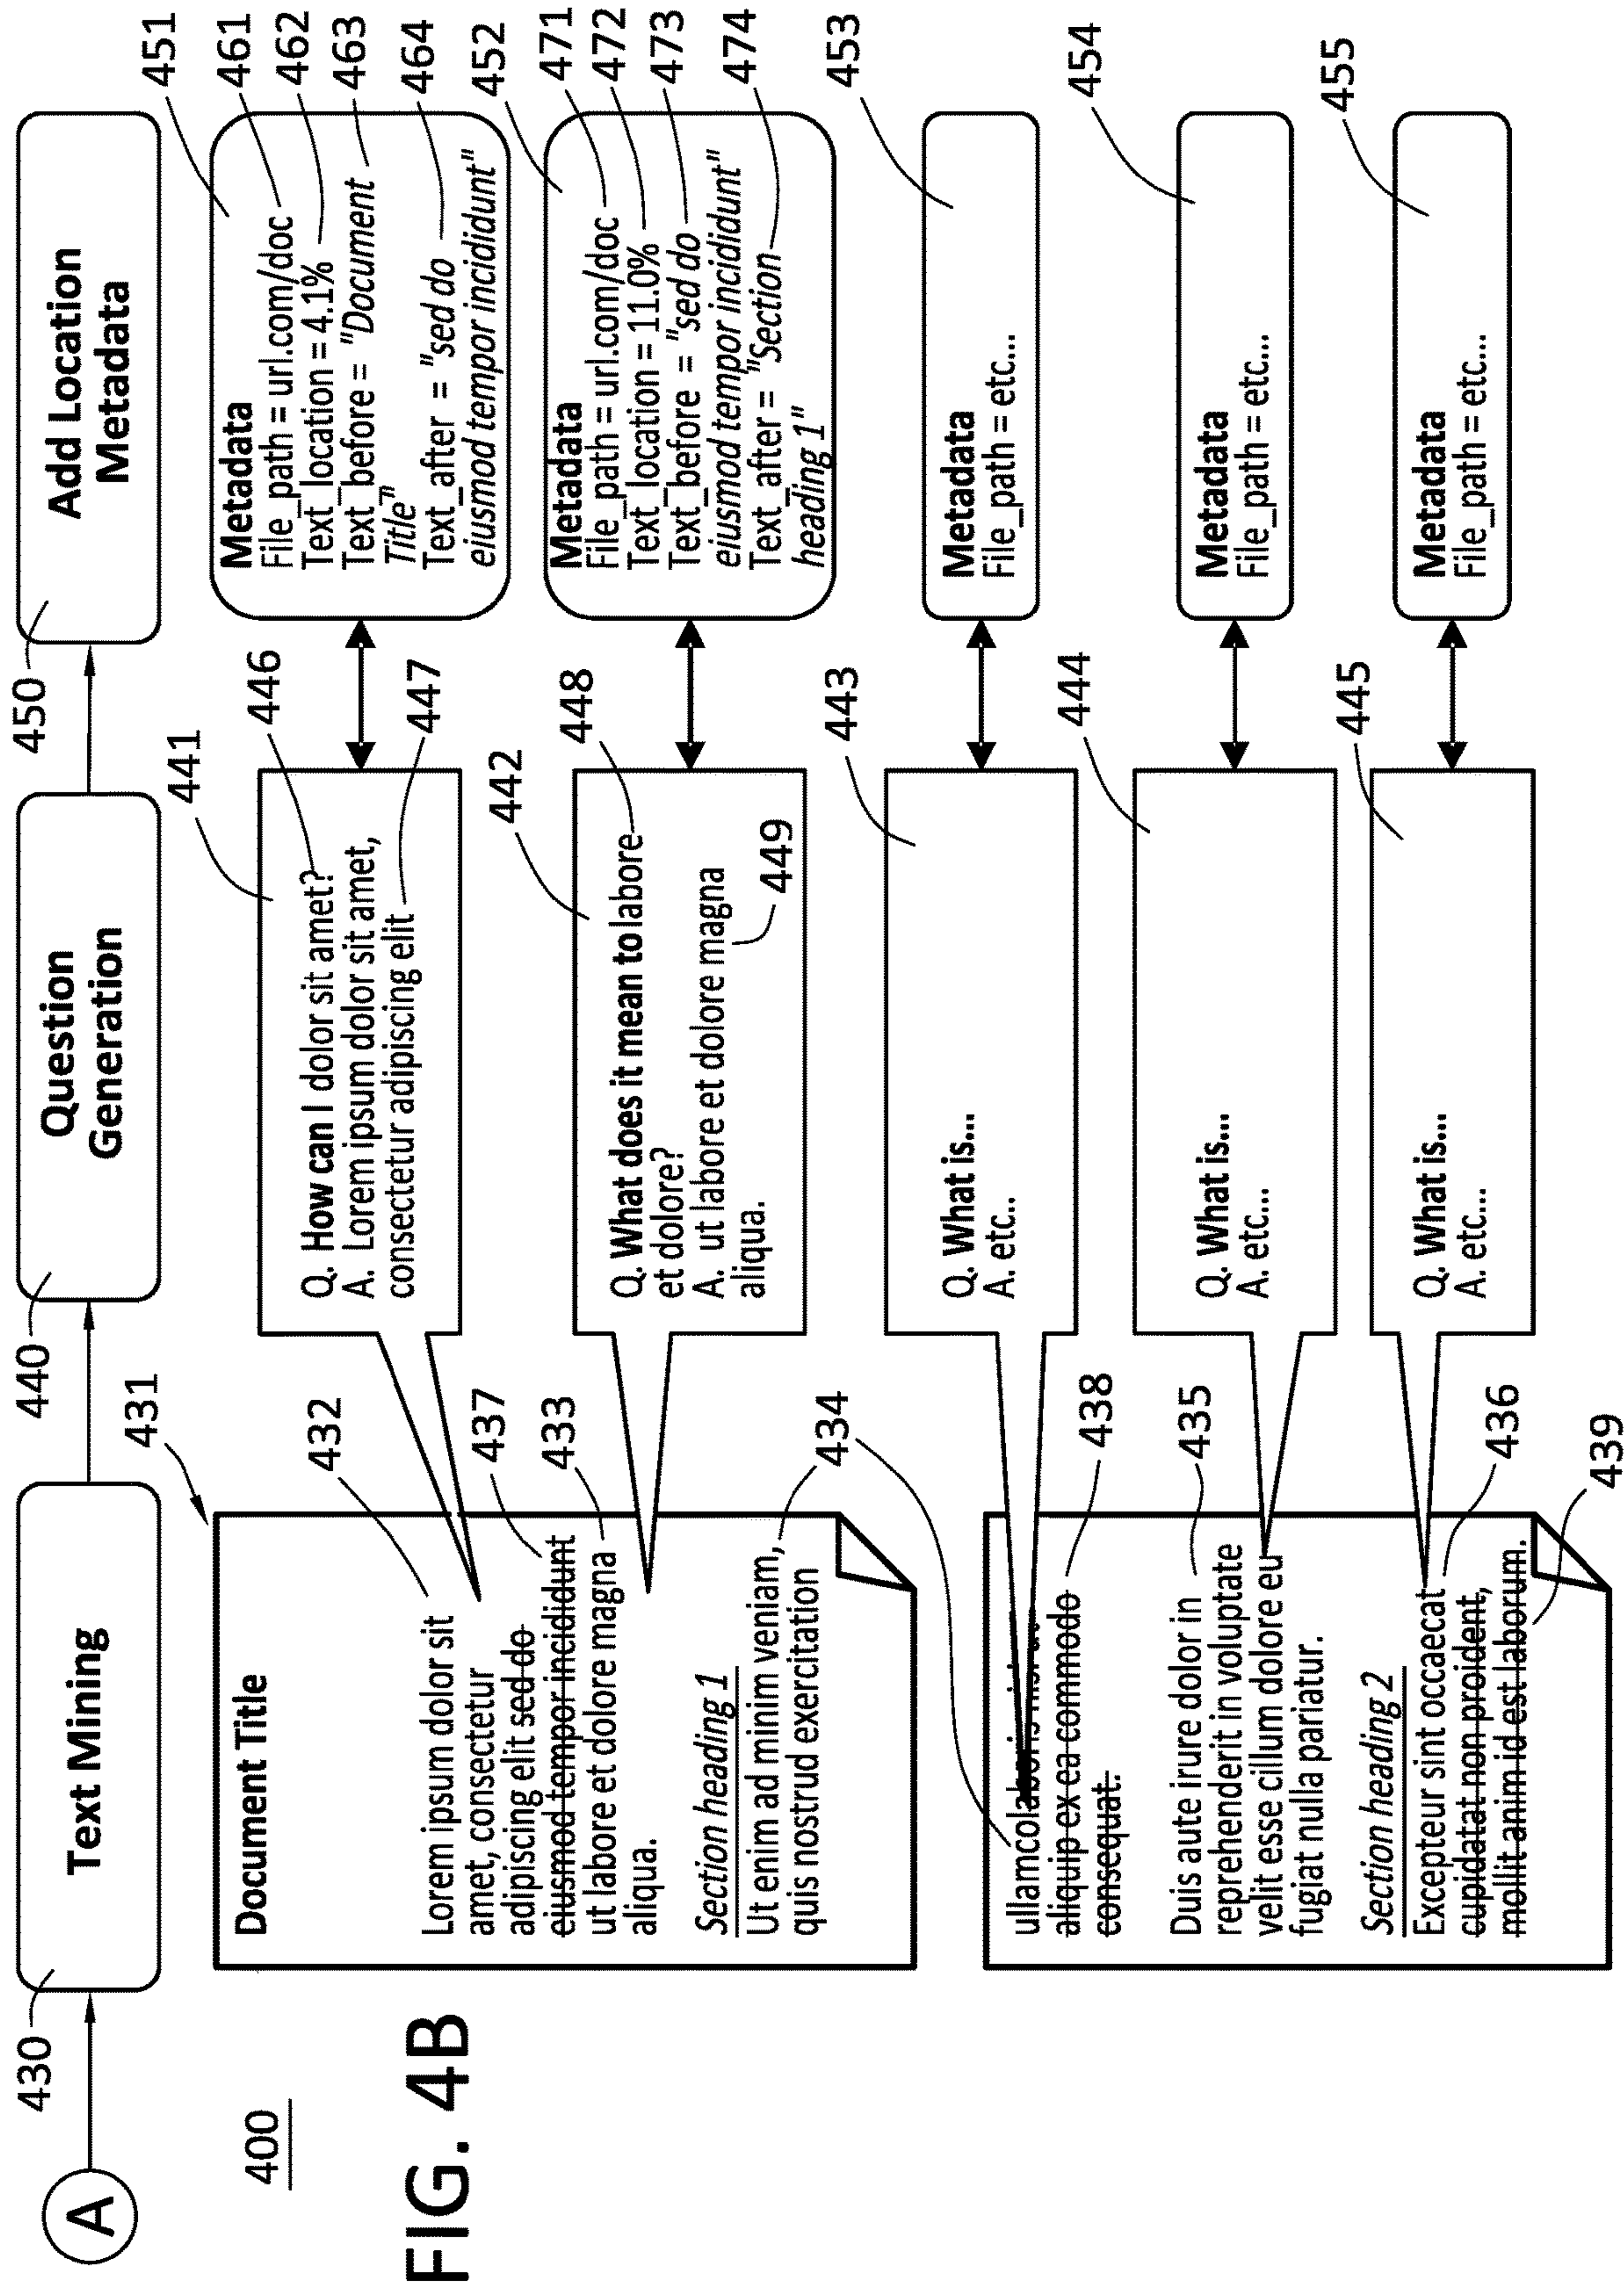 A
430
Text Mining
440
Question
Generation
450
Add Location
Metadata
400
FIG. 4B
431
Document Title
Lorem ipsum dolor sit
amet, consectetur
adipiscing elit sed do
eiusmod tempor incididunt
ut labore et dolore magna
aliqua.
Section heading 1
Ut enim ad minim veniam,
quis nostrud exercitation
432
437
433
434
ullamco
aliquip ex ea commodo
consequat.
Duis aute irure dolor in
reprehenderit in voluptate
velit esse cillum dolore eu
fugiat nulla pariatur.
Section heading 2
Excepteur sint occaecat
cupidatat non proident,
mollit anim id est laborum.
438
435
436
439
441
446
447
Q. How can I dolor sit amet?
A. Lorem ipsum dolor sit amet,
consectetur adipiscing elit
442
448
449
Q. What does it mean to labore
et dolore?
A. ut labore et dolore magna
aliqua.
443
Q. What is...
A. etc..
444
Q. What is...
A. etc...
445
Q. What is...
A. etc...
451
461
462
463
464
Metadata
File_path = url.com/doc
Text_location = 4.1%
Text_before = "Document
Title"
Text_after = "sed do
eiusmod tempor incididunt"
452
471
472
473
474
Metadata
File_path = url.com/doc
Text_location = 11.0%
Text_before = "sed do
eiusmod tempor incididunt"
Text_after = "Section
heading 1"
453
Metadata
File_path = etc...
454
Metadata
File_path = etc...
455
Metadata
File_path = etc...